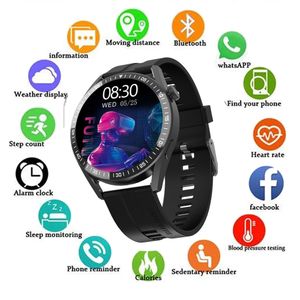 Moving distance
Bluetooth
information
whatsAPP
Weather display
08:08
WED 05/25
Find your phone
Step count
Heart rate
Alarm clock
facebook
Sleep monitoring
Blood pressure testing
Phone reminder
Calories
Sedentary reminder